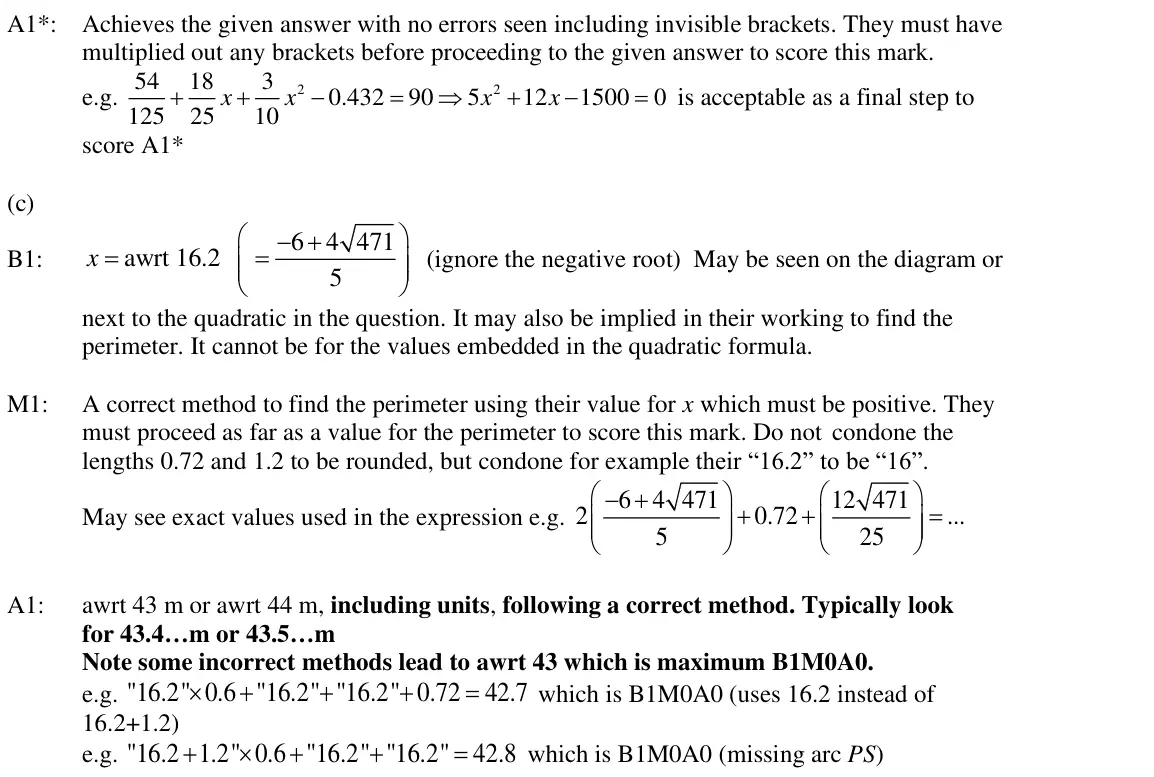 A1*: Achieves the given answer with no errors seen including invisible brackets. They must have
multiplied out any brackets before proceeding to the given answer to score this mark.
e.g. 54/125 + 18/25 x + 3/10 x² − 0.432 = 90 ⇒ 5x² + 12x − 1500 = 0 is acceptable as a final step to
score A1*
(c)
B1: x = awrt 16.2 ( = (−6 + 4√471)/5 ) (ignore the negative root) May be seen on the diagram or
next to the quadratic in the question. It may also be implied in their working to find the
perimeter. It cannot be for the values embedded in the quadratic formula.
M1: A correct method to find the perimeter using their value for x which must be positive. They
must proceed as far as a value for the perimeter to score this mark. Do not condone the
lengths 0.72 and 1.2 to be rounded, but condone for example their “16.2” to be “16”.
May see exact values used in the expression e.g. 2( (−6 + 4√471)/5 ) + 0.72 + ( 12√471/25 ) = ...
A1: awrt 43 m or awrt 44 m, including units, following a correct method. Typically look
for 43.4…m or 43.5…m
Note some incorrect methods lead to awrt 43 which is maximum B1M0A0.
e.g. "16.2"×0.6+"16.2"+"16.2"+0.72 = 42.7 which is B1M0A0 (uses 16.2 instead of
16.2+1.2)
e.g. "16.2+1.2"×0.6+"16.2"+"16.2" = 42.8 which is B1M0A0 (missing arc PS)